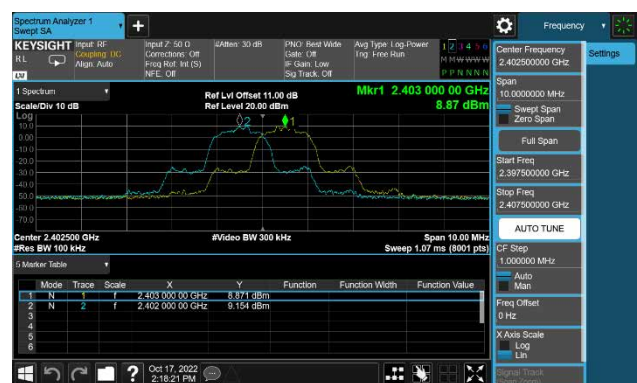 Spectrum Analyzer 1
Swept SA
Frequency
KEYSIGHT
Input: RF
Coupling: DC
Align: Auto
Input Z: 50 Ω
Corrections: Off
Freq Ref: Int (S)
NFE: Off
#Atten: 30 dB
PNO: Best Wide
Gate: Off
IF Gain: Low
Sig Track: Off
Avg Type: Log-Power
Trig: Free Run
1 2 3 4 5 6
M M W W W W
P P N N N N
RL
Center Frequency
2.402500000 GHz
Settings
Span
10.0000000 MHz
Swept Span
Zero Span
Full Span
Start Freq
2.397500000 GHz
Stop Freq
2.407500000 GHz
AUTO TUNE
CF Step
1.000000 MHz
Auto
Man
Freq Offset
0 Hz
X Axis Scale
Log
Lin
Signal Track
1 Spectrum
Scale/Div 10 dB
Ref Lvl Offset 11.00 dB
Ref Level 20.00 dBm
Mkr1 2.403 000 00 GHz
8.87 dBm
Log
10.0
0.00
-10.0
-20.0
-30.0
-40.0
-50.0
-60.0
-70.0
2
1
Center 2.402500 GHz
#Res BW 100 kHz
#Video BW 300 kHz
Span 10.00 MHz
Sweep 1.07 ms (8001 pts)
5 Marker Table
Mode Trace Scale X Y Function Function Width Function Value
1 N 1 f 2.403 000 00 GHz 8.871 dBm
2 N 2 f 2.402 000 00 GHz 9.154 dBm
3
4
5
6
Oct 17, 2022
2:18:21 PM